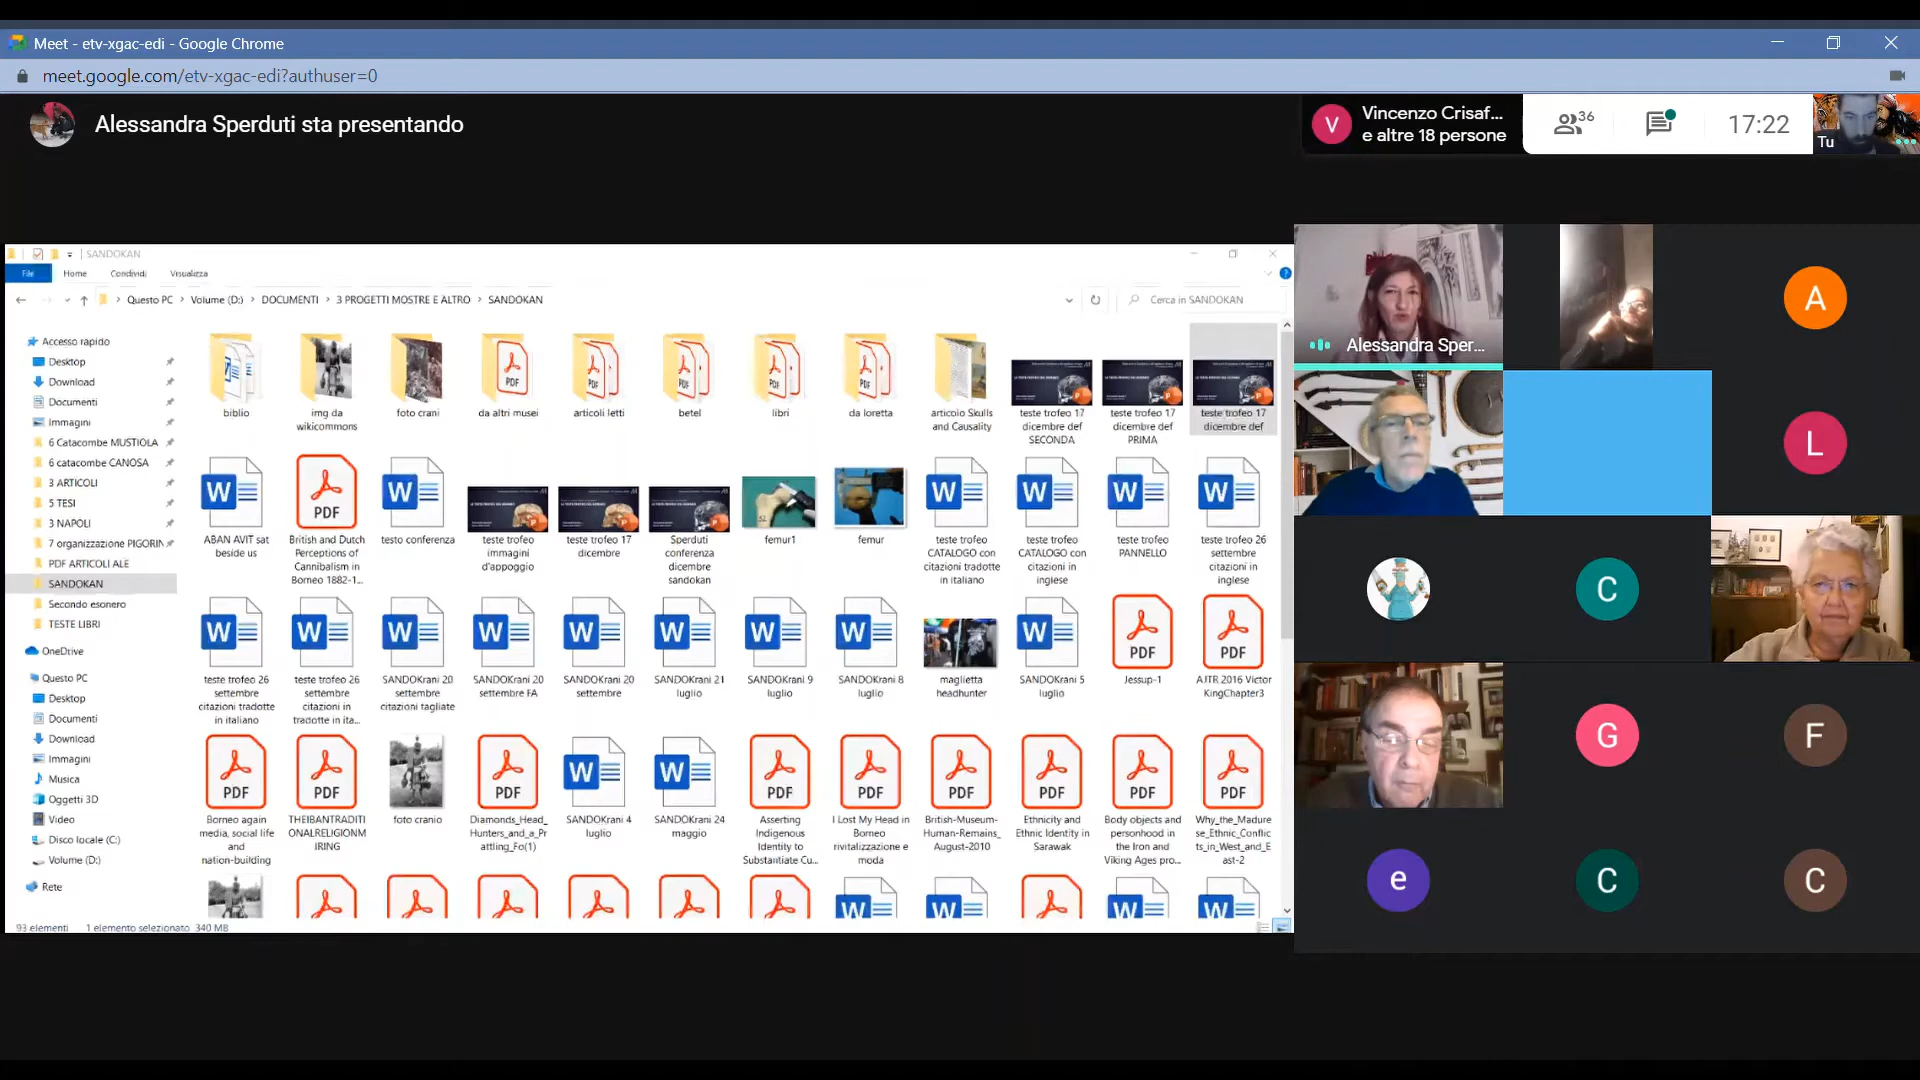 Meet - etv-xgac-edi - Google Chrome
meet.google.com/etv-xgac-edi?authuser=0
Alessandra Sperduti sta presentando
V
Vincenzo Crisaf...
e altre 18 persone
36
17:22
Tu
SANDOKAN
File Home Condividi Visualizza
Questo PC › Volume (D:) › DOCUMENTI › 3 PROGETTI MOSTRE E ALTRO › SANDOKAN
Cerca in SANDOKAN
Accesso rapido
Desktop
Download
Documenti
Immagini
6 Catacombe MUSTIOLA
6 catacombe CANOSA
3 ARTICOLI
5 TESI
3 NAPOLI
7 organizzazione PIGORIN
PDF ARTICOLI ALE
SANDOKAN
Secondo esonero
TESTE LIBRI
OneDrive
Questo PC
Desktop
Documenti
Download
Immagini
Musica
Oggetti 3D
Video
Disco locale (C:)
Volume (D:)
Rete
biblio
img da
wikicommons
foto crani
da altri musei
articoli letti
betel
libri
da loretta
articolo Skulls
and Causality
teste trofeo 17
dicembre def
SECONDA
teste trofeo 17
dicembre def
PRIMA
teste trofeo 17
dicembre def
ABAN AVIT sat
beside us
British and Dutch
Perceptions of
Cannibalism in
Borneo 1882-1...
testo conferenza
teste trofeo
immagini
d'appoggio
teste trofeo 17
dicembre
Sperduti
conferenza
dicembre
sandokan
femur1
femur
teste trofeo
CATALOGO con
citazioni tradotte
in italiano
teste trofeo
CATALOGO con
citazioni in
inglese
teste trofeo
PANNELLO
teste trofeo 26
settembre
citazioni in
inglese
teste trofeo 26
settembre
citazioni tradotte
in italiano
teste trofeo 26
settembre
citazioni in
tradotte in ita...
SANDOKrani 20
settembre
citazioni tagliate
SANDOKrani 20
settembre FA
SANDOKrani 20
settembre
SANDOKrani 21
luglio
SANDOKrani 9
luglio
SANDOKrani 8
luglio
maglietta
headhunter
SANDOKrani 5
luglio
Jessup-1
AJTR 2016 Victor
KingChapter3
Borneo again
media, social life
and
nation-building
THEIBANTRADITI
ONALRELIGIONM
IRING
foto cranio
Diamonds_Head_
Hunters_and_a_Pr
attling_Fo(1)
SANDOKrani 4
luglio
SANDOKrani 24
maggio
Asserting
Indigenous
Identity to
Substantiate Cu...
I Lost My Head in
Borneo
rivitalizzazione e
moda
British-Museum-
Human-Remains_
August-2010
Ethnicity and
Ethnic Identity in
Sarawak
Body objects and
personhood in
the Iron and
Viking Ages pro...
Why_the_Madure
se_Ethnic_Conflic
ts_in_West_and_E
ast-2
93 elementi 1 elemento selezionato 340 MB
Alessandra Sper...
A
L
C
G
F
e
C
C